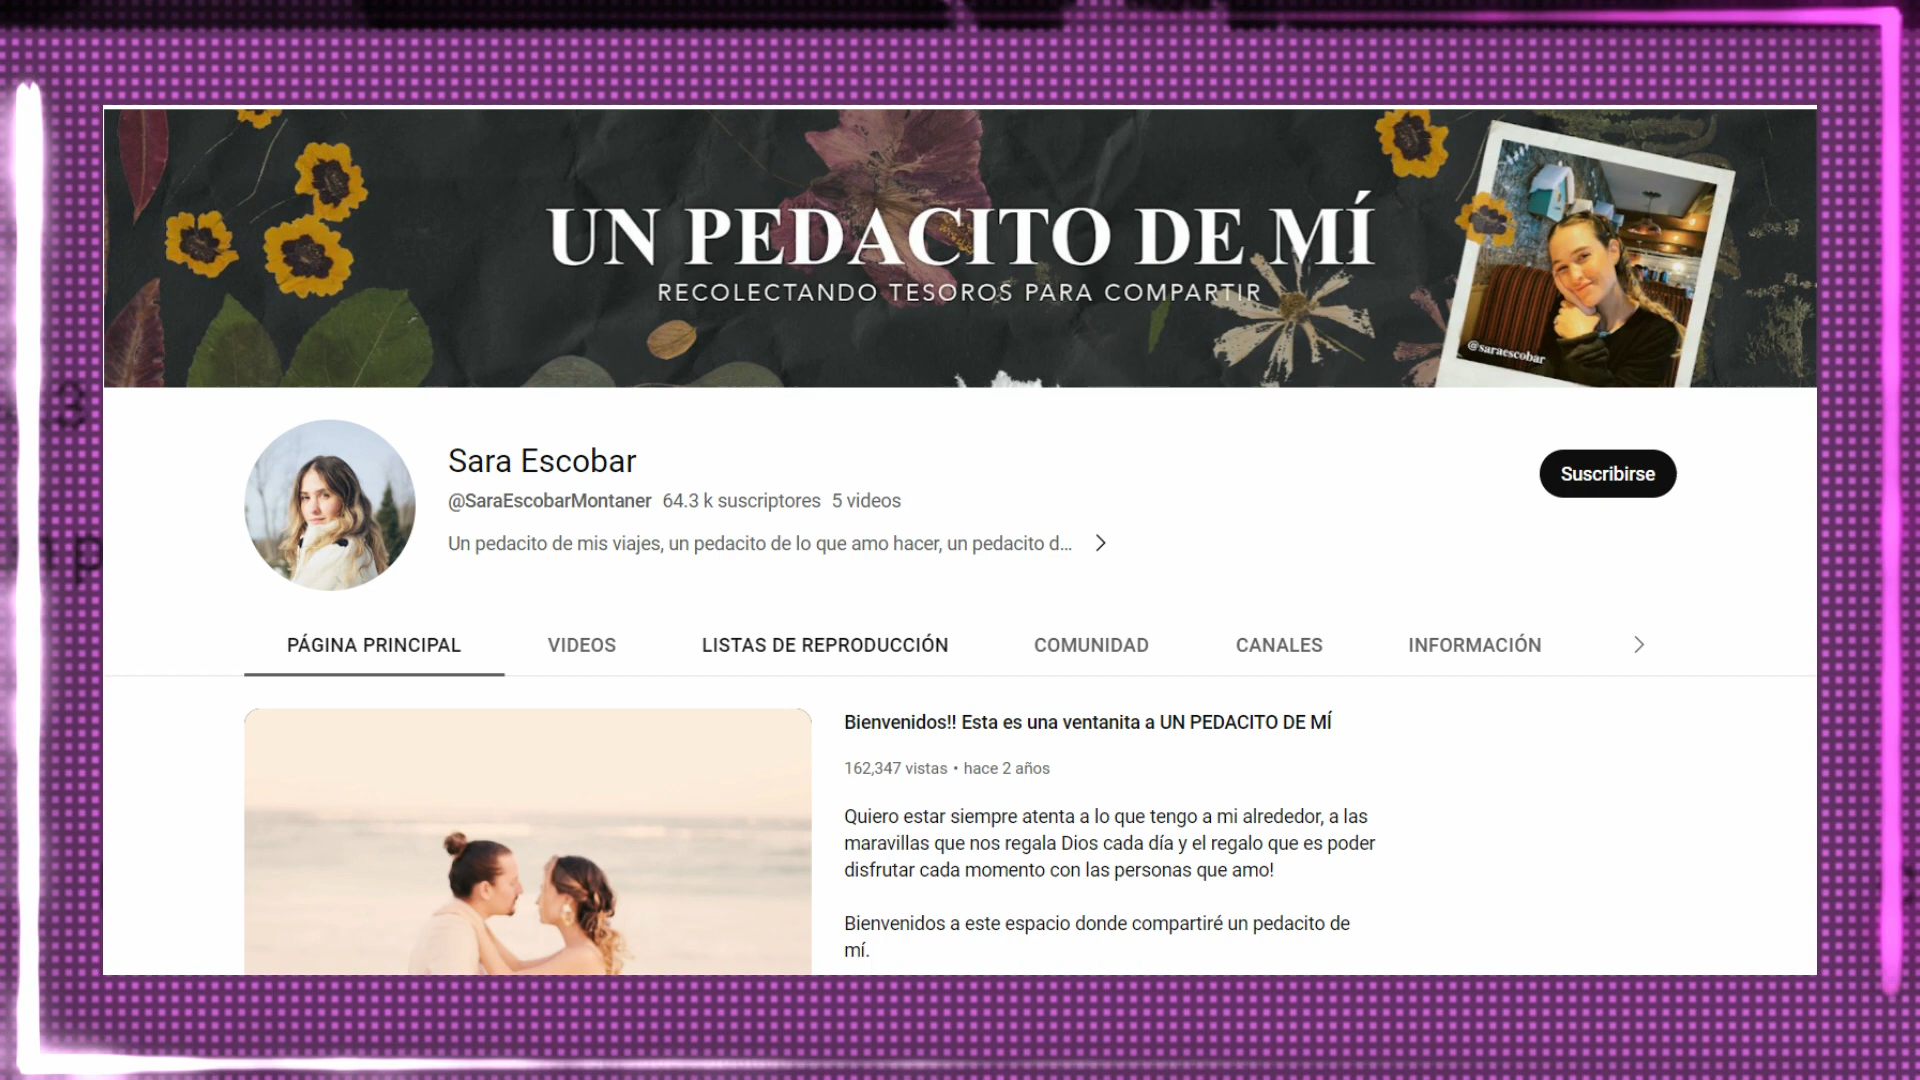 UN PEDACITO DE MÍ
RECOLECTANDO TESOROS PARA COMPARTIR
@saraescobar
Sara Escobar
Suscribirse
@SaraEscobarMontaner 64.3 k suscriptores 5 videos
Un pedacito de mis viajes, un pedacito de lo que amo hacer, un pedacito d...
PÁGINA PRINCIPAL VIDEOS LISTAS DE REPRODUCCIÓN COMUNIDAD CANALES INFORMACIÓN
Bienvenidos!! Esta es una ventanita a UN PEDACITO DE MÍ
162,347 vistas • hace 2 años
Quiero estar siempre atenta a lo que tengo a mi alrededor, a las
maravillas que nos regala Dios cada día y el regalo que es poder
disfrutar cada momento con las personas que amo!
Bienvenidos a este espacio donde compartiré un pedacito de
mí.